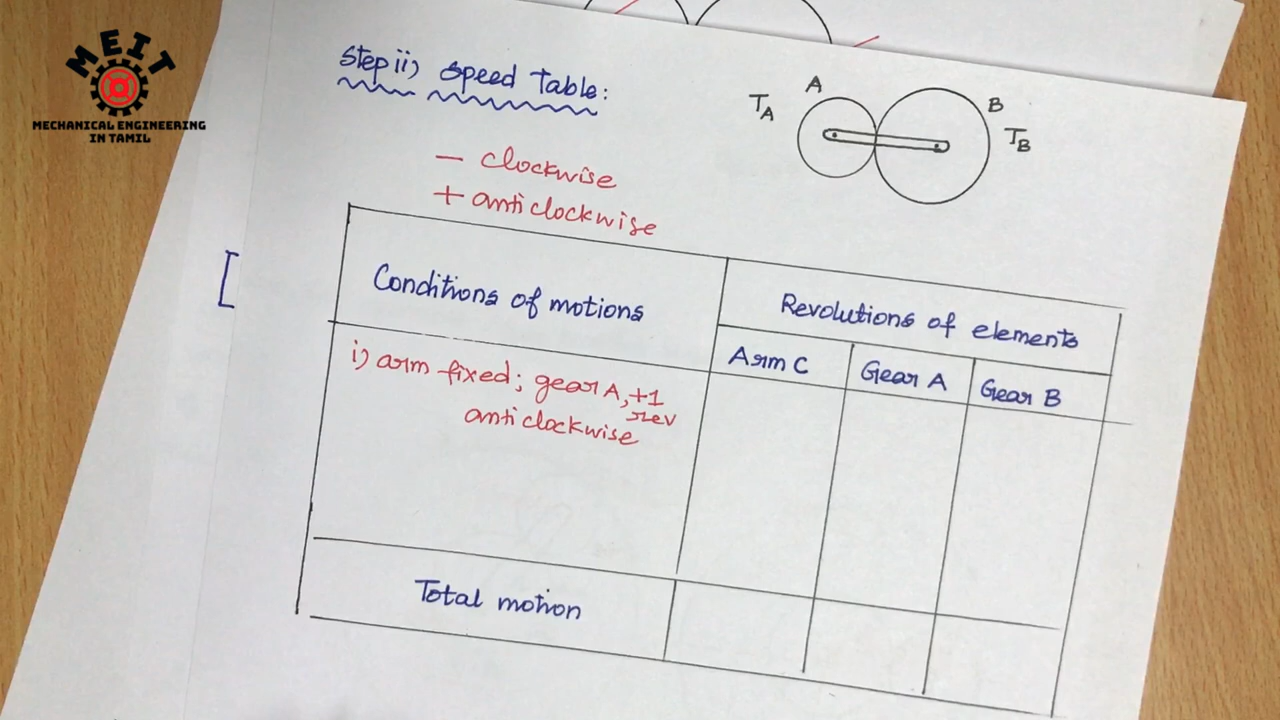 MEIT
MECHANICAL ENGINEERING
IN TAMIL
Step ii) Speed Table:
A
B
TA
TB
- clockwise
+ anticlockwise
Conditions of motions
Revolutions of elements
Arm C
Gear A
Gear B
i) arm fixed; gear A, +1
rev
anticlockwise
Total motion